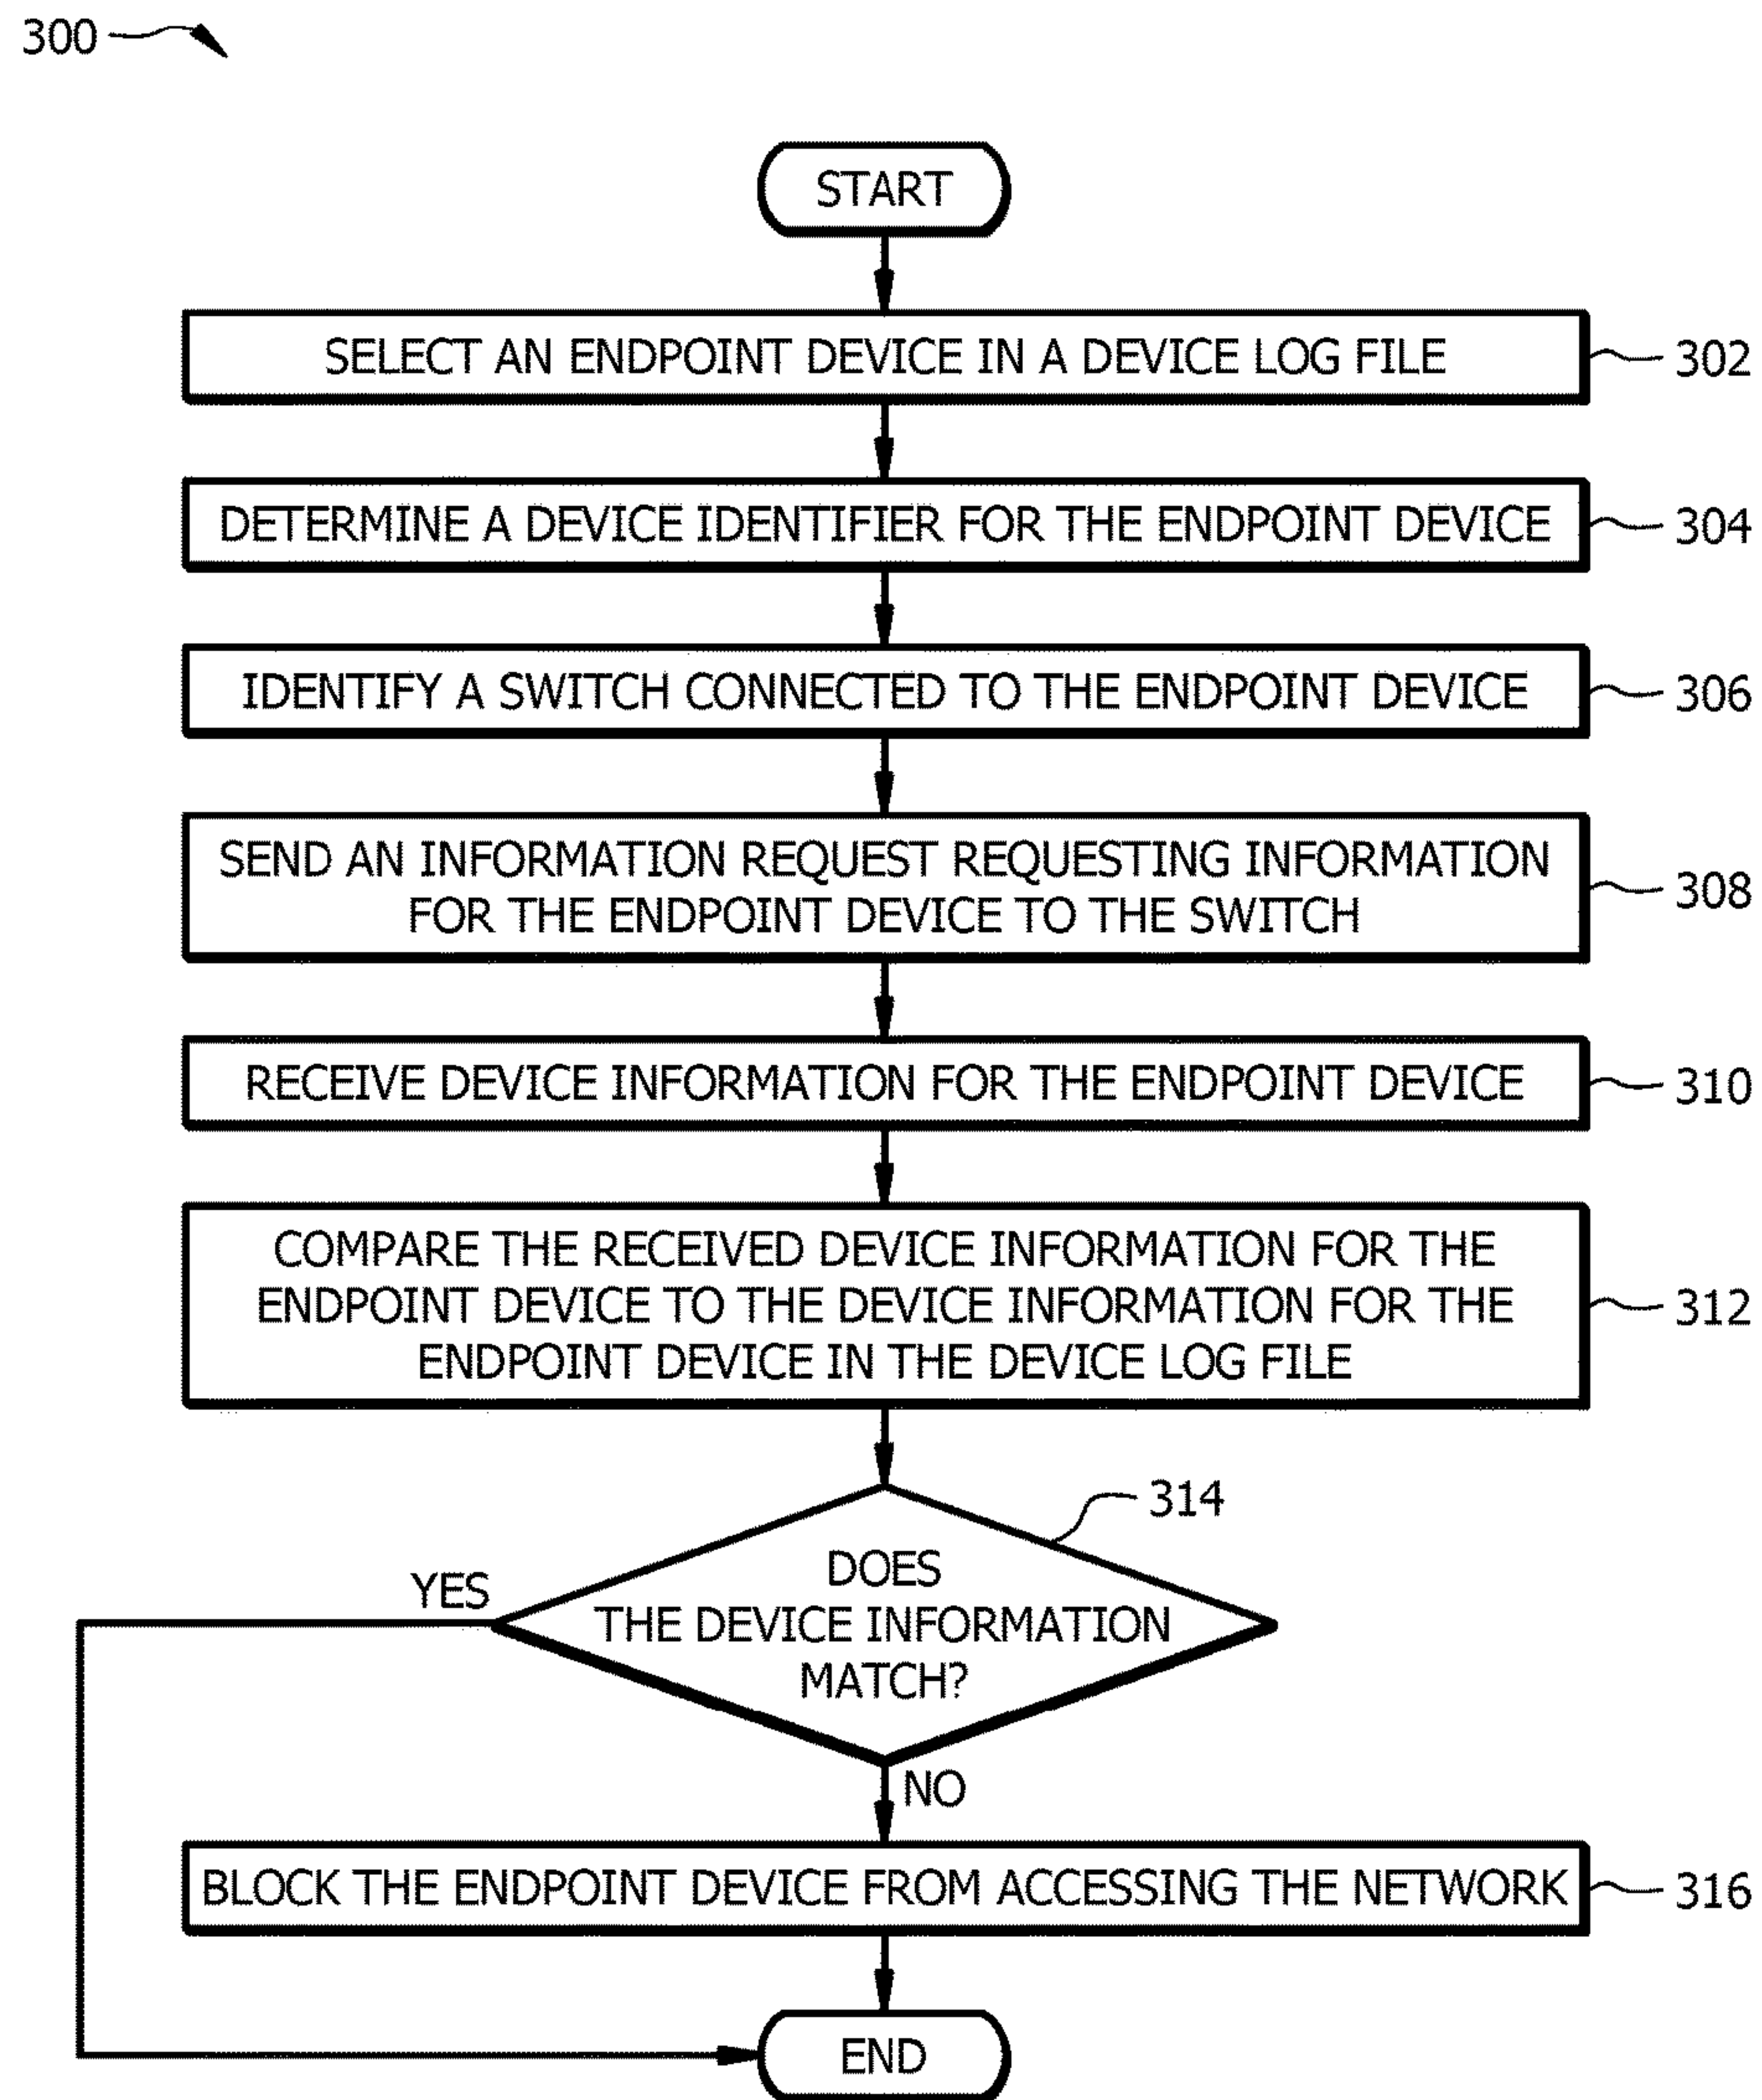 300
START
SELECT AN ENDPOINT DEVICE IN A DEVICE LOG FILE
302
DETERMINE A DEVICE IDENTIFIER FOR THE ENDPOINT DEVICE
304
IDENTIFY A SWITCH CONNECTED TO THE ENDPOINT DEVICE
306
SEND AN INFORMATION REQUEST REQUESTING INFORMATION
FOR THE ENDPOINT DEVICE TO THE SWITCH
308
RECEIVE DEVICE INFORMATION FOR THE ENDPOINT DEVICE
310
COMPARE THE RECEIVED DEVICE INFORMATION FOR THE
ENDPOINT DEVICE TO THE DEVICE INFORMATION FOR THE
ENDPOINT DEVICE IN THE DEVICE LOG FILE
312
314
DOES
THE DEVICE INFORMATION
MATCH?
YES
NO
BLOCK THE ENDPOINT DEVICE FROM ACCESSING THE NETWORK
316
END